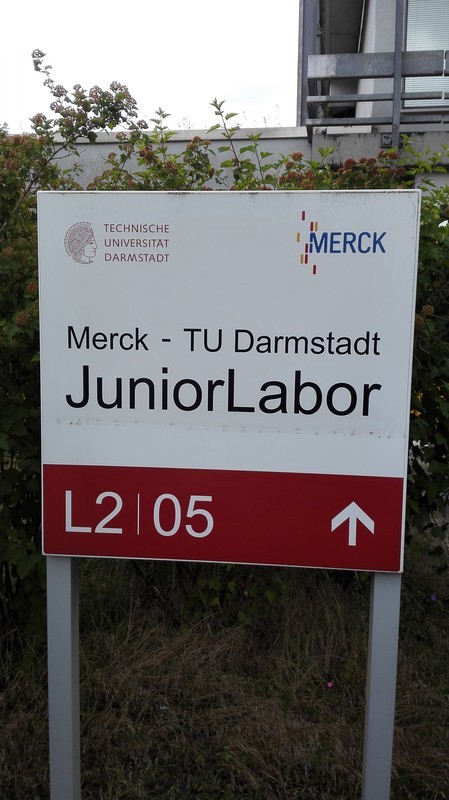 TECHNISCHE
UNIVERSITÄT
DARMSTADT
MERCK
Merck - TU Darmstadt
JuniorLabor
L2 | 05